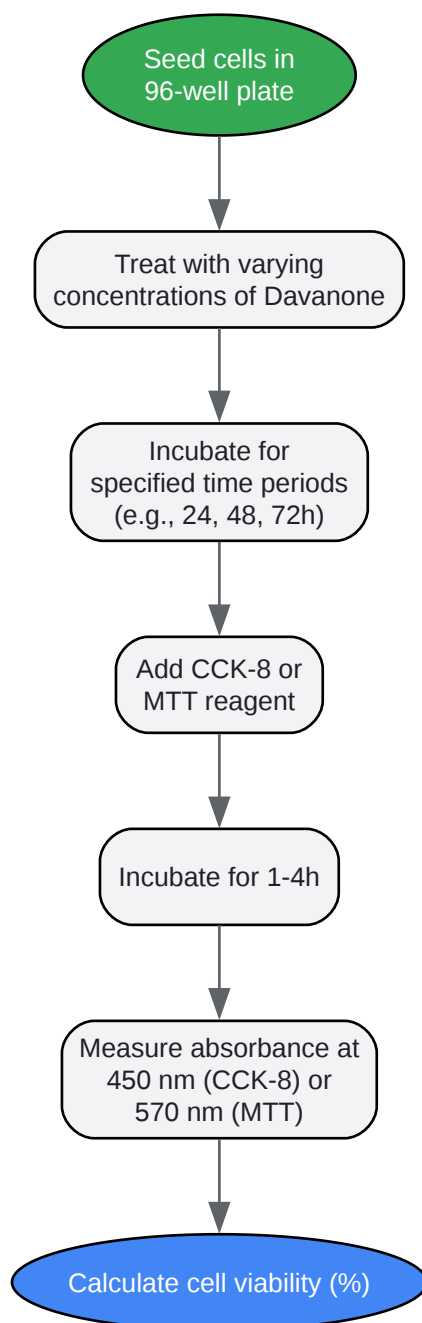 Seed cells in
96-well plate
Treat with varying
concentrations of Davanone
Incubate for
specified time periods
(e.g., 24, 48, 72h)
Add CCK-8 or
MTT reagent
Incubate for 1-4h
Measure absorbance at
450 nm (CCK-8) or
570 nm (MTT)
Calculate cell viability (%)